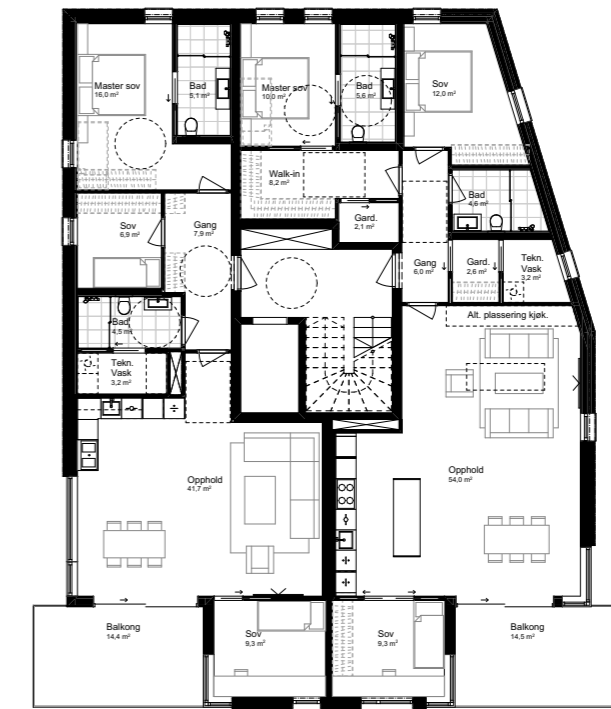 Master sov
16,0 m²
Bad
5,1 m²
Master sov
10,0 m²
Bad
5,6 m²
Sov
12,0 m²
Walk-in
8,2 m²
Gard.
2,1 m²
Bad
4,6 m²
Sov
6,9 m²
Gang
7,9 m²
Gang
6,0 m²
Gard.
2,6 m²
Tekn.
Vask
3,2 m²
Bad
4,5 m²
Alt. plassering kjøk.
Tekn.
Vask
3,2 m²
Opphold
41,7 m²
Opphold
54,0 m²
Balkong
14,4 m²
Sov
9,3 m²
Sov
9,3 m²
Balkong
14,5 m²